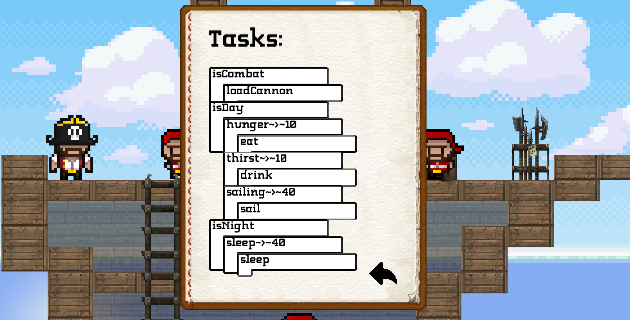 Tasks:
isCombat
loadCannon
isDay
hunger~>~10
eat
thirst~>~10
drink
sailing~>~40
sail
isNight
sleep~>~40
sleep